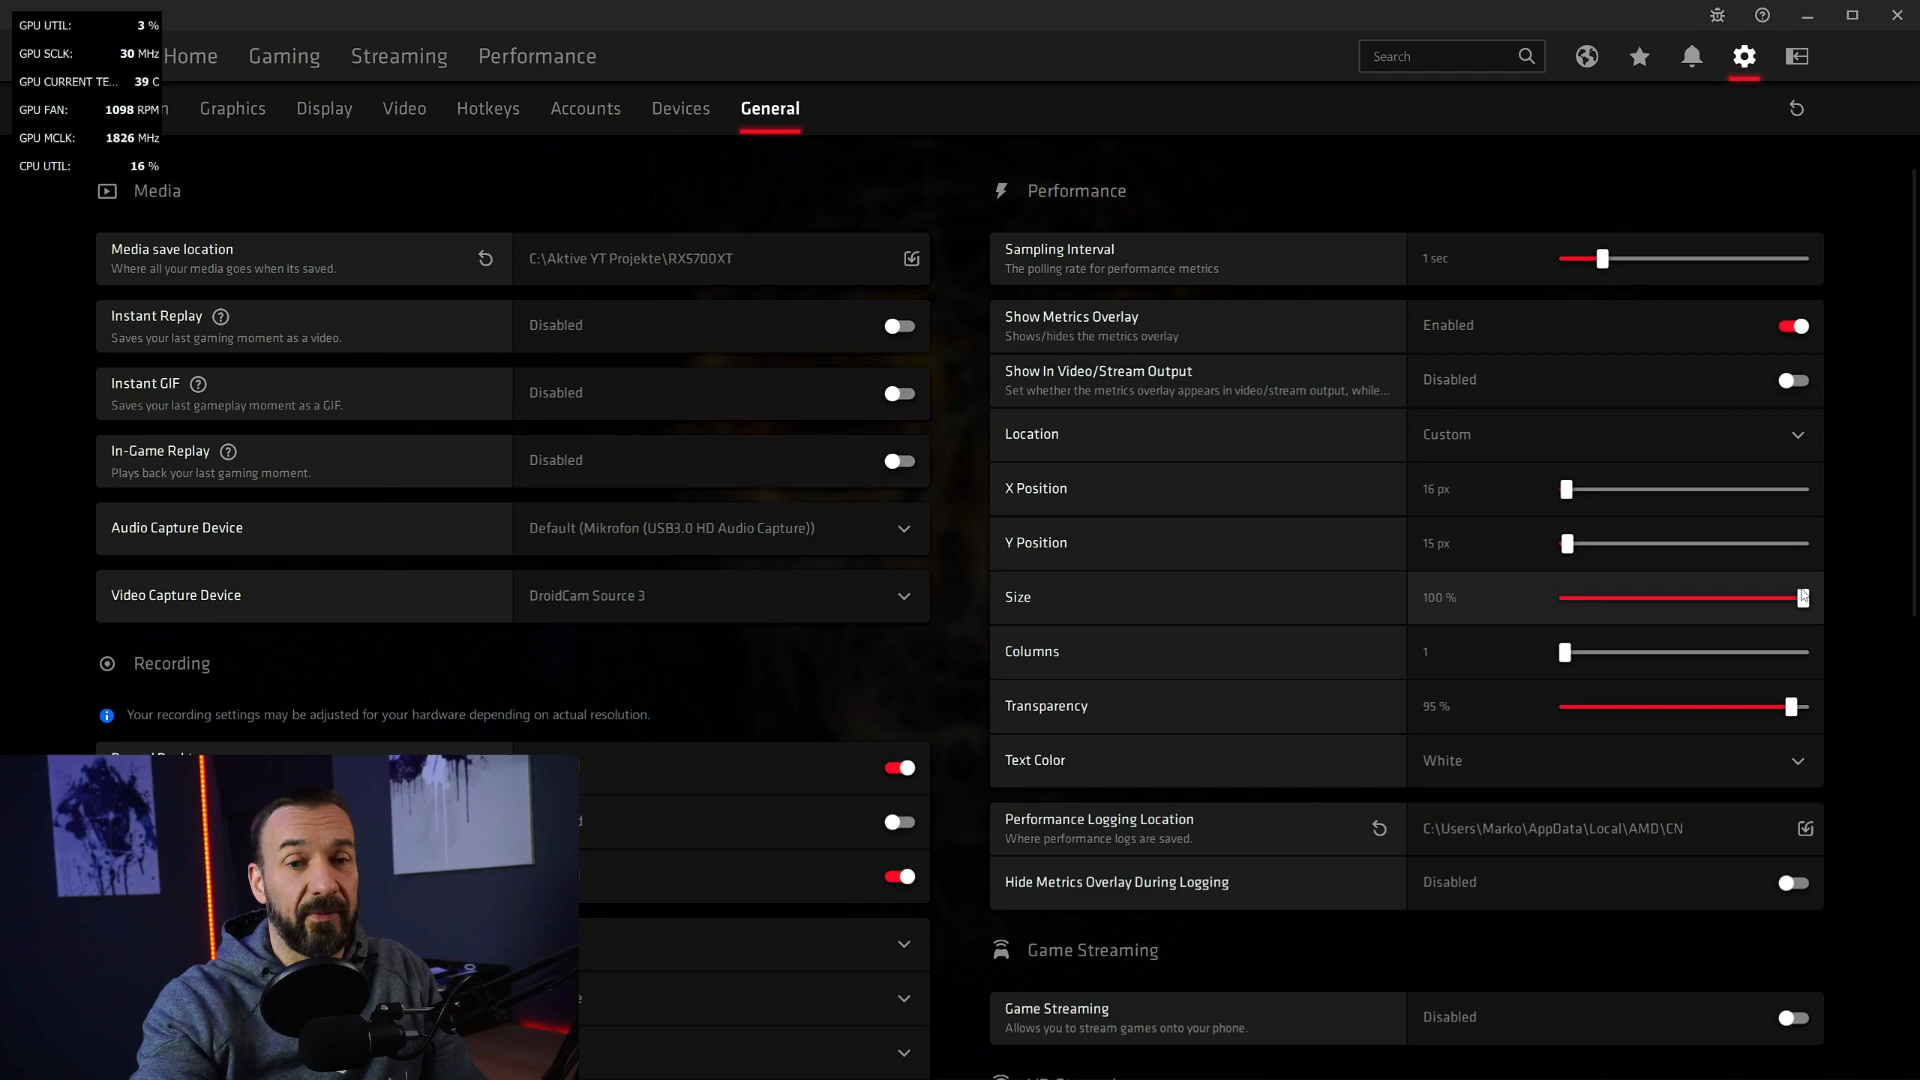 GPU UTIL: 3 %
GPU SCLK: 30 MHz
GPU CURRENT TE... 39 C
GPU FAN: 1098 RPM
GPU MCLK: 1826 MHz
CPU UTIL: 16 %
Home Gaming Streaming Performance
Search
Graphics Display Video Hotkeys Accounts Devices General
Media
Media save location
Where all your media goes when its saved.
C:\Aktive YT Projekte\RX5700XT
Instant Replay
Saves your last gaming moment as a video.
Disabled
Instant GIF
Saves your last gameplay moment as a GIF.
Disabled
In-Game Replay
Plays back your last gaming moment.
Disabled
Audio Capture Device
Default (Mikrofon (USB3.0 HD Audio Capture))
Video Capture Device
DroidCam Source 3
Recording
Your recording settings may be adjusted for your hardware depending on actual resolution.
Performance
Sampling Interval
The polling rate for performance metrics
1 sec
Show Metrics Overlay
Shows/hides the metrics overlay
Enabled
Show In Video/Stream Output
Set whether the metrics overlay appears in video/stream output, while...
Disabled
Location
Custom
X Position
16 px
Y Position
15 px
Size
100 %
Columns
1
Transparency
95 %
Text Color
White
Performance Logging Location
Where performance logs are saved.
C:\Users\Marko\AppData\Local\AMD\CN
Hide Metrics Overlay During Logging
Disabled
Game Streaming
Game Streaming
Allows you to stream games onto your phone.
Disabled